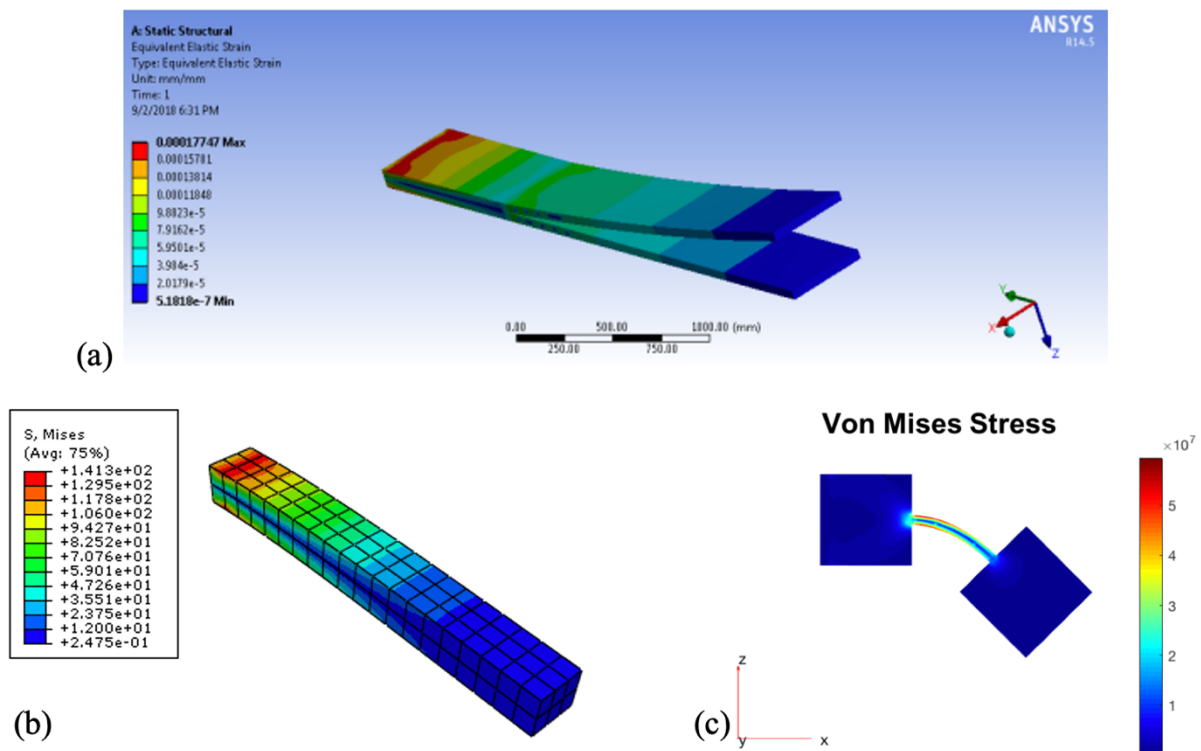 A: Static Structural
Equivalent Elastic Strain
Type: Equivalent Elastic Strain
Unit: mm/mm
Time: 1
9/2/2018 6:31 PM
0.00017747 Max
0.00015781
0.00013814
0.00011848
9.8823e-5
7.9162e-5
5.9501e-5
3.984e-5
2.0179e-5
5.1818e-7 Min
ANSYS
R14.5
0.00 500.00 1000.00 (mm)
250.00 750.00
Y
X
Z
(a)
S, Mises
(Avg: 75%)
+1.413e+02
+1.295e+02
+1.178e+02
+1.060e+02
+9.427e+01
+8.252e+01
+7.076e+01
+5.901e+01
+4.726e+01
+3.551e+01
+2.375e+01
+1.200e+01
+2.475e-01
(b)
Von Mises Stress
×10⁷
5
4
3
2
1
z
y x
(c)